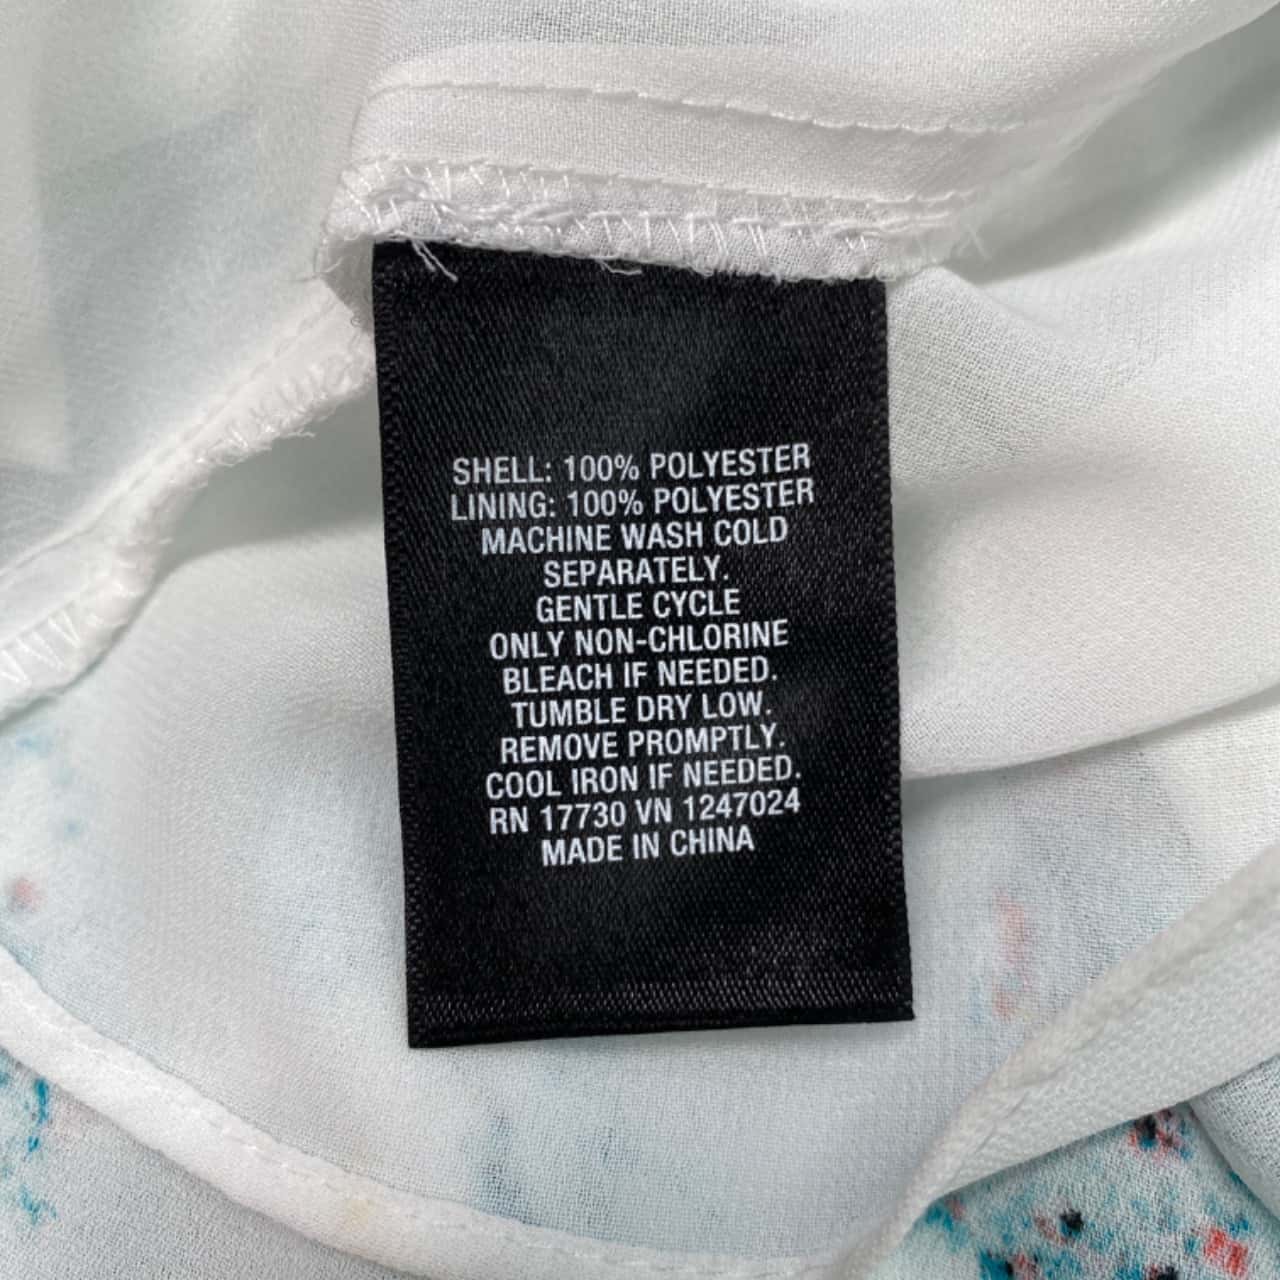 SHELL: 100% POLYESTER
LINING: 100% POLYESTER
MACHINE WASH COLD
SEPARATELY.
GENTLE CYCLE
ONLY NON-CHLORINE
BLEACH IF NEEDED.
TUMBLE DRY LOW.
REMOVE PROMPTLY.
COOL IRON IF NEEDED.
RN 17730 VN 1247024
MADE IN CHINA